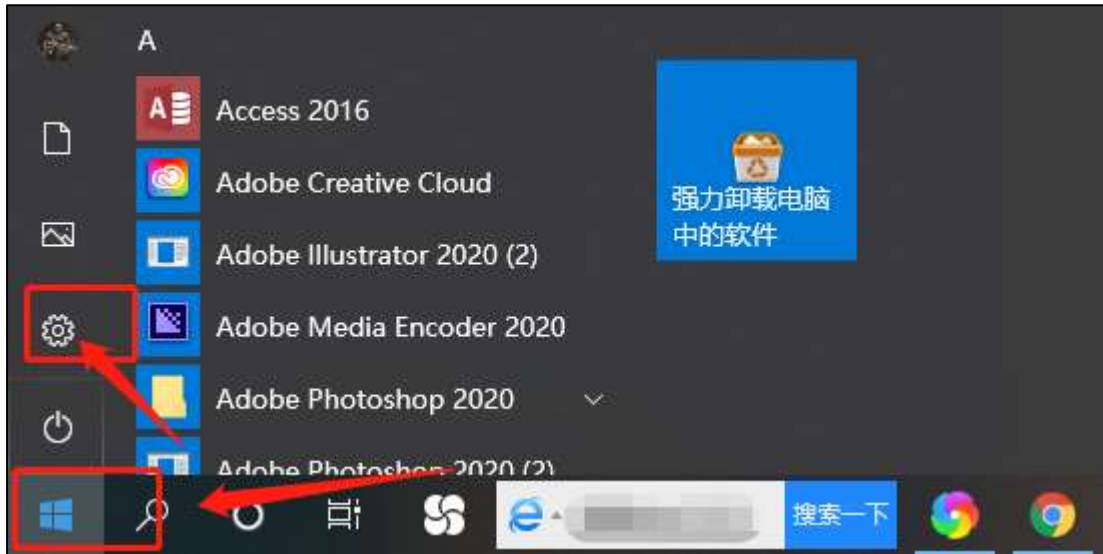 A
Access 2016
Adobe Creative Cloud
Adobe Illustrator 2020 (2)
Adobe Media Encoder 2020
Adobe Photoshop 2020
Adobe Photoshop 2020 (2)
强力卸载电脑
中的软件
搜索一下